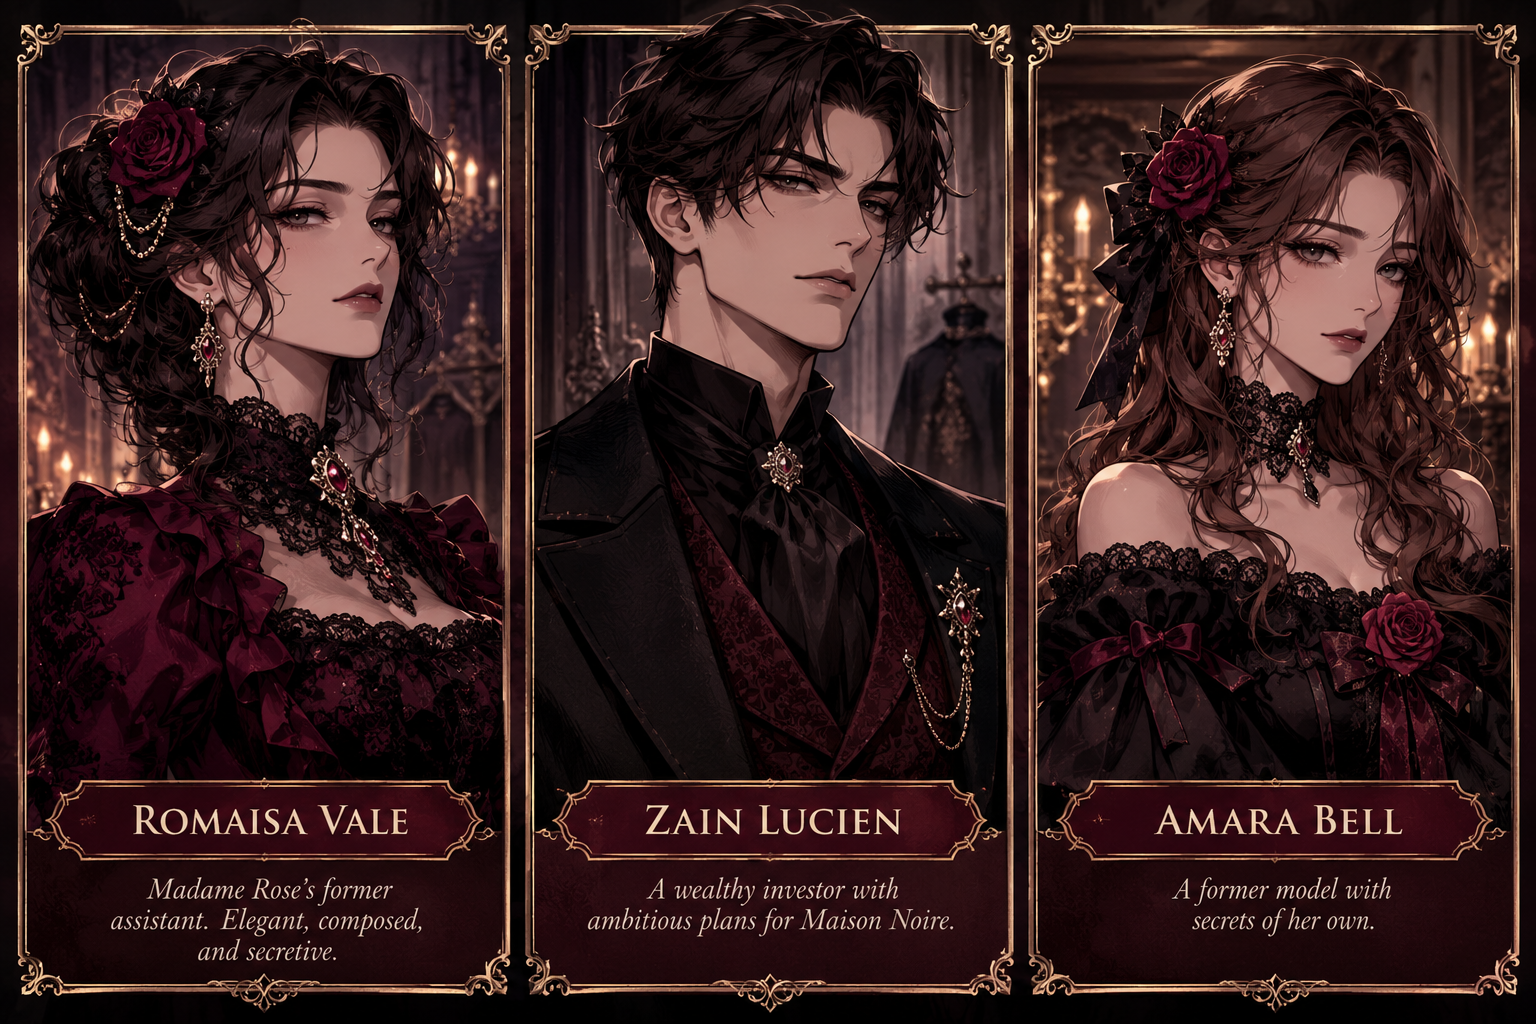 Romaisa Vale
Madame Rose's former
assistant. Elegant, composed,
and secretive.
Zain Lucien
A wealthy investor with
ambitious plans for Maison Noire.
Amara Bell
A former model with
secrets of her own.